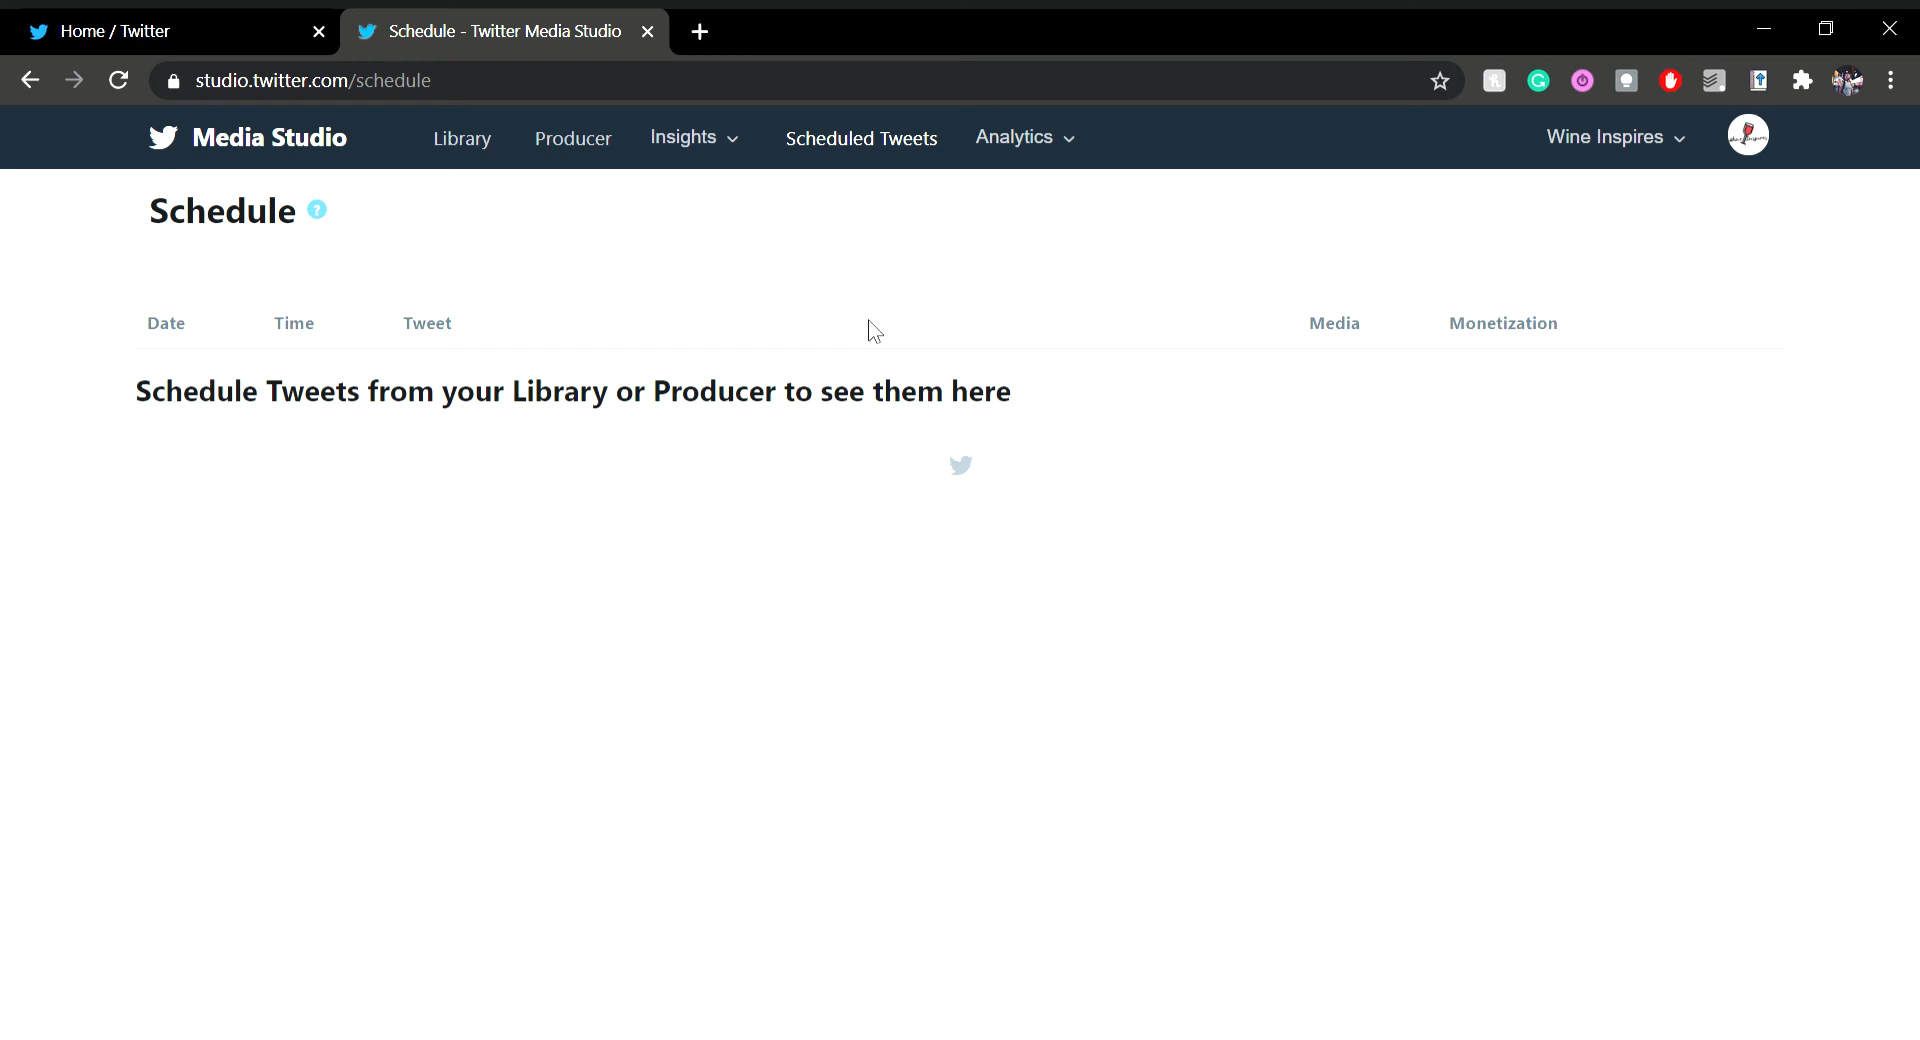 Home / Twitter
Schedule - Twitter Media Studio
studio.twitter.com/schedule
Media Studio
Library
Producer
Insights
Scheduled Tweets
Analytics
Wine Inspires
Schedule ?
Date
Time
Tweet
Media
Monetization
Schedule Tweets from your Library or Producer to see them here